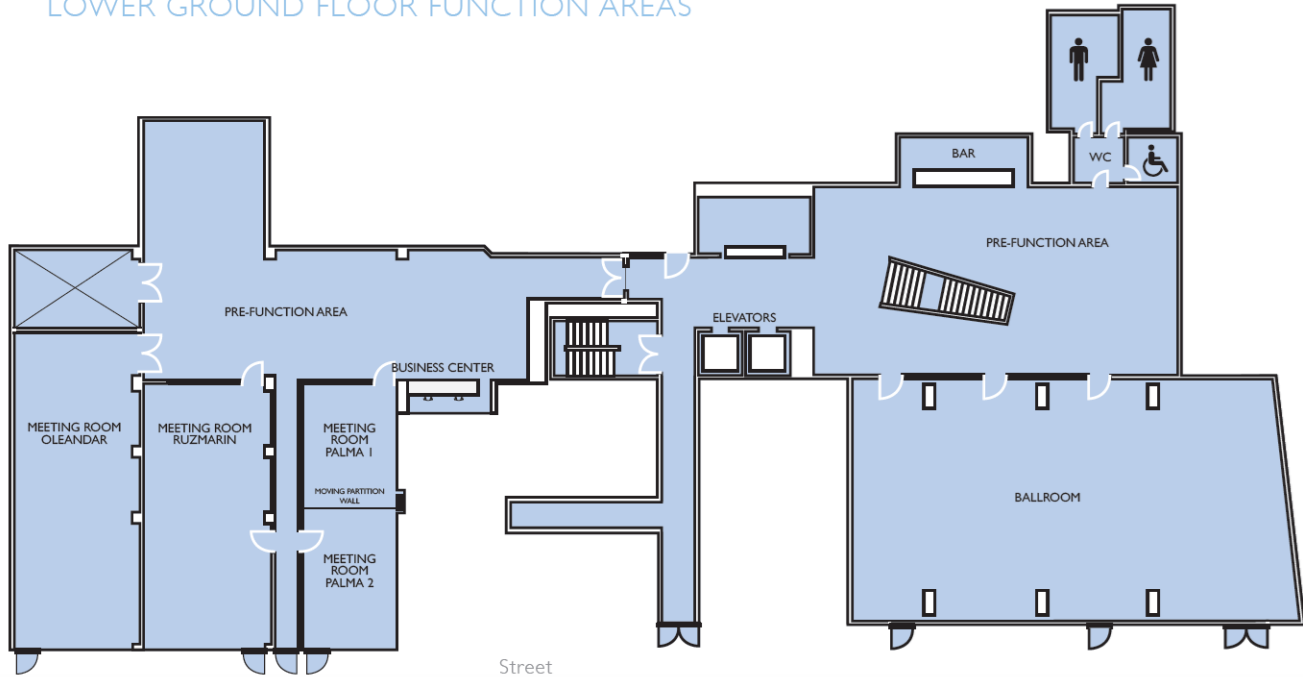 LOWER GROUND FLOOR FUNCTION AREAS
BAR
WC
PRE-FUNCTION AREA
PRE-FUNCTION AREA
ELEVATORS
BUSINESS CENTER
MEETING ROOM
OLEANDAR
MEETING ROOM
RUZMARIN
MEETING
ROOM
PALMA 1
MOVING PARTITION
WALL
BALLROOM
MEETING
ROOM
PALMA 2
Street